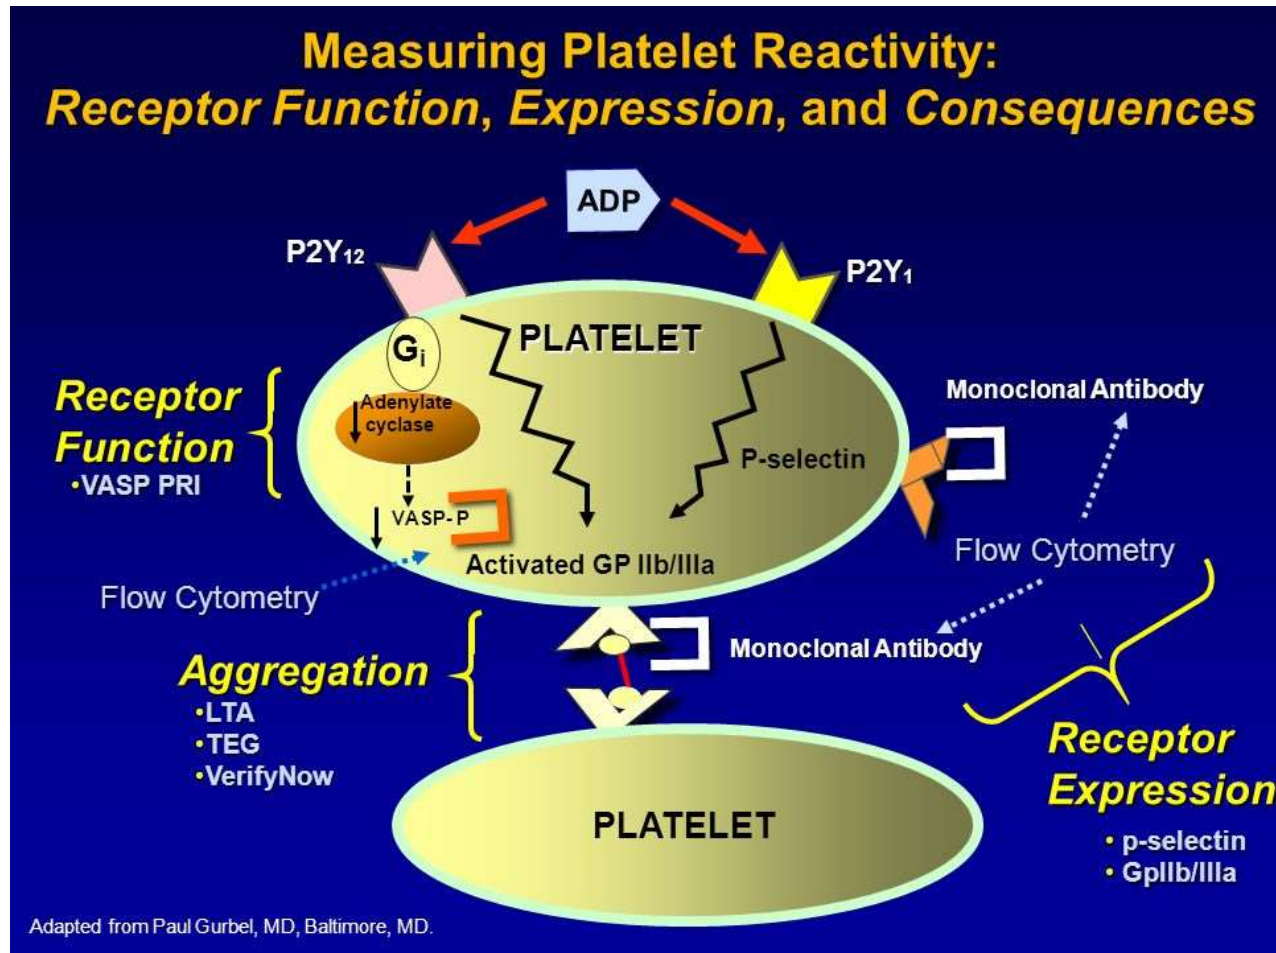 Measuring Platelet Reactivity:
Receptor Function, Expression, and Consequences
ADP
P2Y₁₂
P2Y₁
PLATELET
Gᵢ
Receptor
Function
•VASP PRI
Adenylate
cyclase
Monoclonal Antibody
P-selectin
VASP-P
Flow Cytometry
Activated GP IIb/IIIa
Flow Cytometry
Monoclonal Antibody
Aggregation
•LTA
•TEG
•VerifyNow
Receptor
Expression
• p-selectin
• GpIIb/IIIa
PLATELET
Adapted from Paul Gurbel, MD, Baltimore, MD.